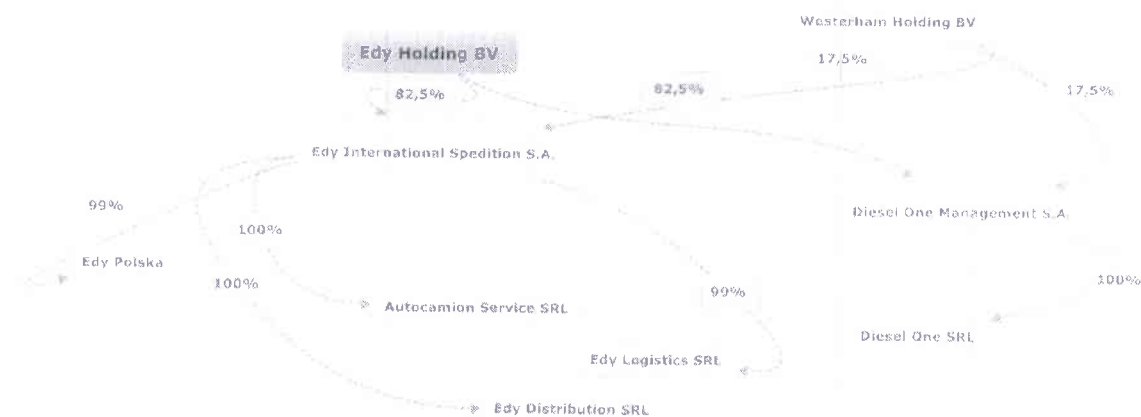 Westerham Holding BV
Edy Holding BV
17,5%
82,5%
82,5%
17,5%
Edy International Spedition S.A.
99%
Diesel One Management S.A.
100%
Edy Polska
100%
99%
100%
Autocamion Service SRL
Diesel One SRL
Edy Logistics SRL
Edy Distribution SRL